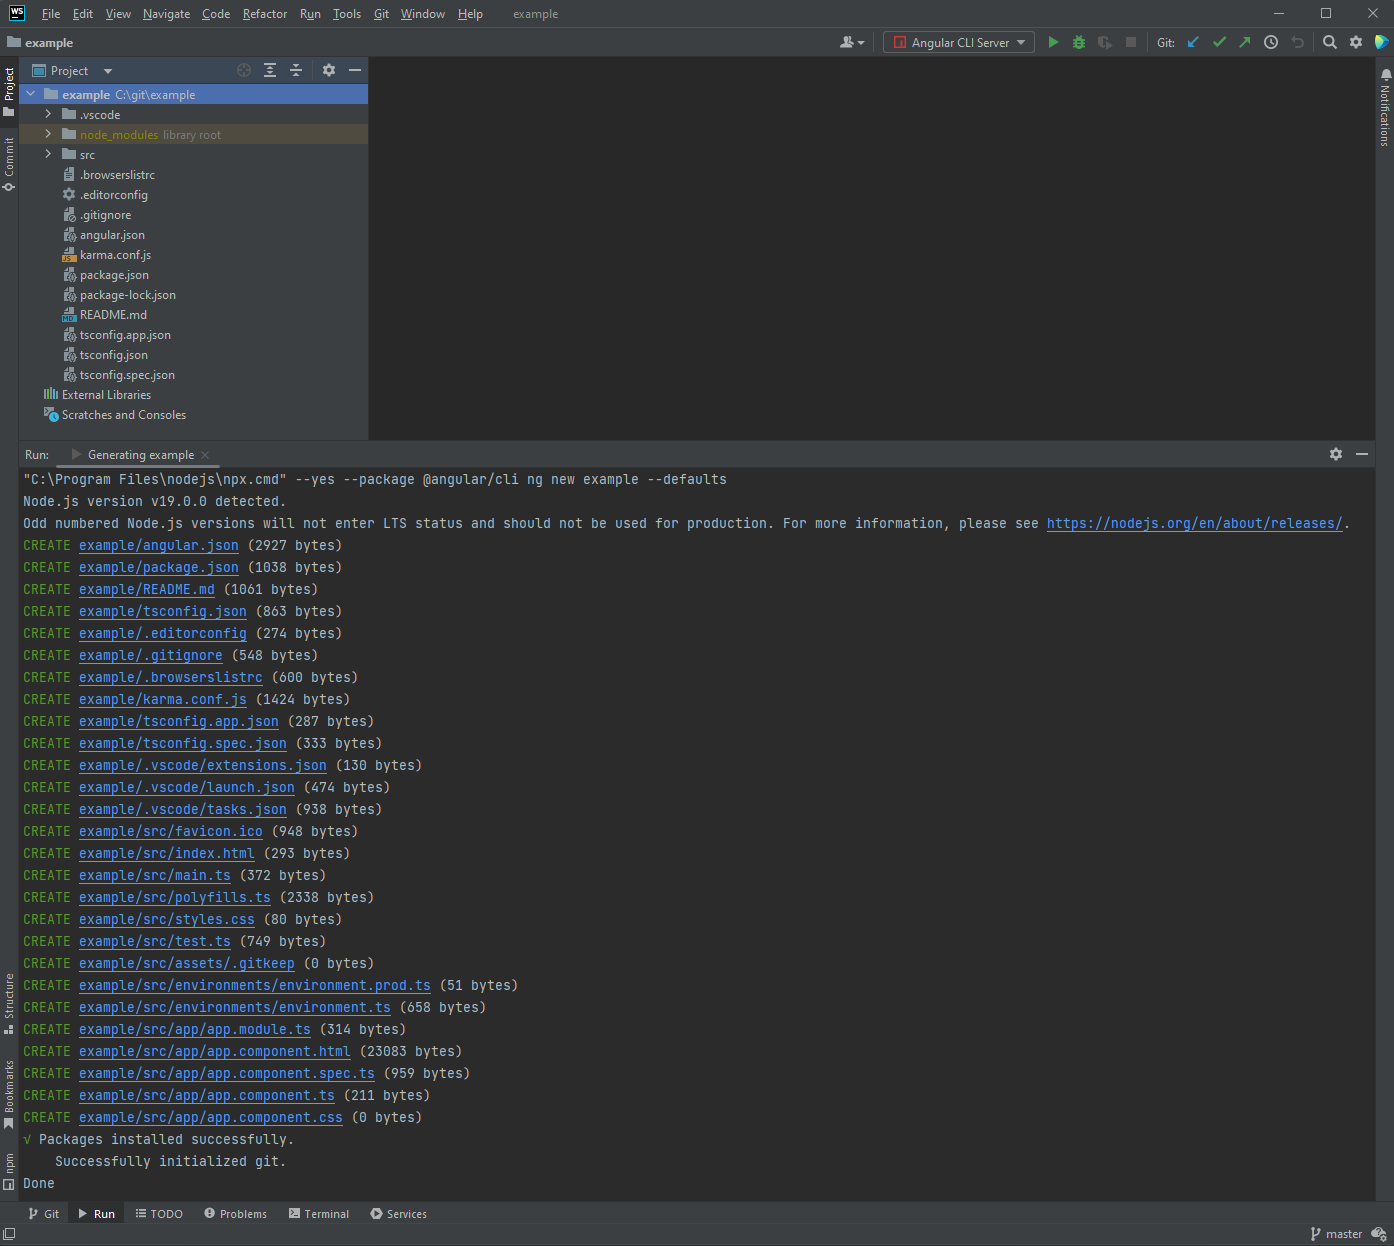 WS File Edit View Navigate Code Refactor Run Tools Git Window Help example
example Angular CLI Server Git:
Project
Project
example C:\git\example
.vscode
node_modules library root
src
.browserslistrc
.editorconfig
.gitignore
angular.json
karma.conf.js
package.json
package-lock.json
README.md
tsconfig.app.json
tsconfig.json
tsconfig.spec.json
External Libraries
Scratches and Consoles
Commit
Notifications
Run: Generating example
"C:\Program Files\nodejs\npx.cmd" --yes --package @angular/cli ng new example --defaults
Node.js version v19.0.0 detected.
Odd numbered Node.js versions will not enter LTS status and should not be used for production. For more information, please see https://nodejs.org/en/about/releases/.
CREATE example/angular.json (2927 bytes)
CREATE example/package.json (1038 bytes)
CREATE example/README.md (1061 bytes)
CREATE example/tsconfig.json (863 bytes)
CREATE example/.editorconfig (274 bytes)
CREATE example/.gitignore (548 bytes)
CREATE example/.browserslistrc (600 bytes)
CREATE example/karma.conf.js (1424 bytes)
CREATE example/tsconfig.app.json (287 bytes)
CREATE example/tsconfig.spec.json (333 bytes)
CREATE example/.vscode/extensions.json (130 bytes)
CREATE example/.vscode/launch.json (474 bytes)
CREATE example/.vscode/tasks.json (938 bytes)
CREATE example/src/favicon.ico (948 bytes)
CREATE example/src/index.html (293 bytes)
CREATE example/src/main.ts (372 bytes)
CREATE example/src/polyfills.ts (2338 bytes)
CREATE example/src/styles.css (80 bytes)
CREATE example/src/test.ts (749 bytes)
CREATE example/src/assets/.gitkeep (0 bytes)
CREATE example/src/environments/environment.prod.ts (51 bytes)
CREATE example/src/environments/environment.ts (658 bytes)
CREATE example/src/app/app.module.ts (314 bytes)
CREATE example/src/app/app.component.html (23083 bytes)
CREATE example/src/app/app.component.spec.ts (959 bytes)
CREATE example/src/app/app.component.ts (211 bytes)
CREATE example/src/app/app.component.css (0 bytes)
√ Packages installed successfully.
Successfully initialized git.
Done
Structure
Bookmarks
npm
Git Run TODO Problems Terminal Services
master